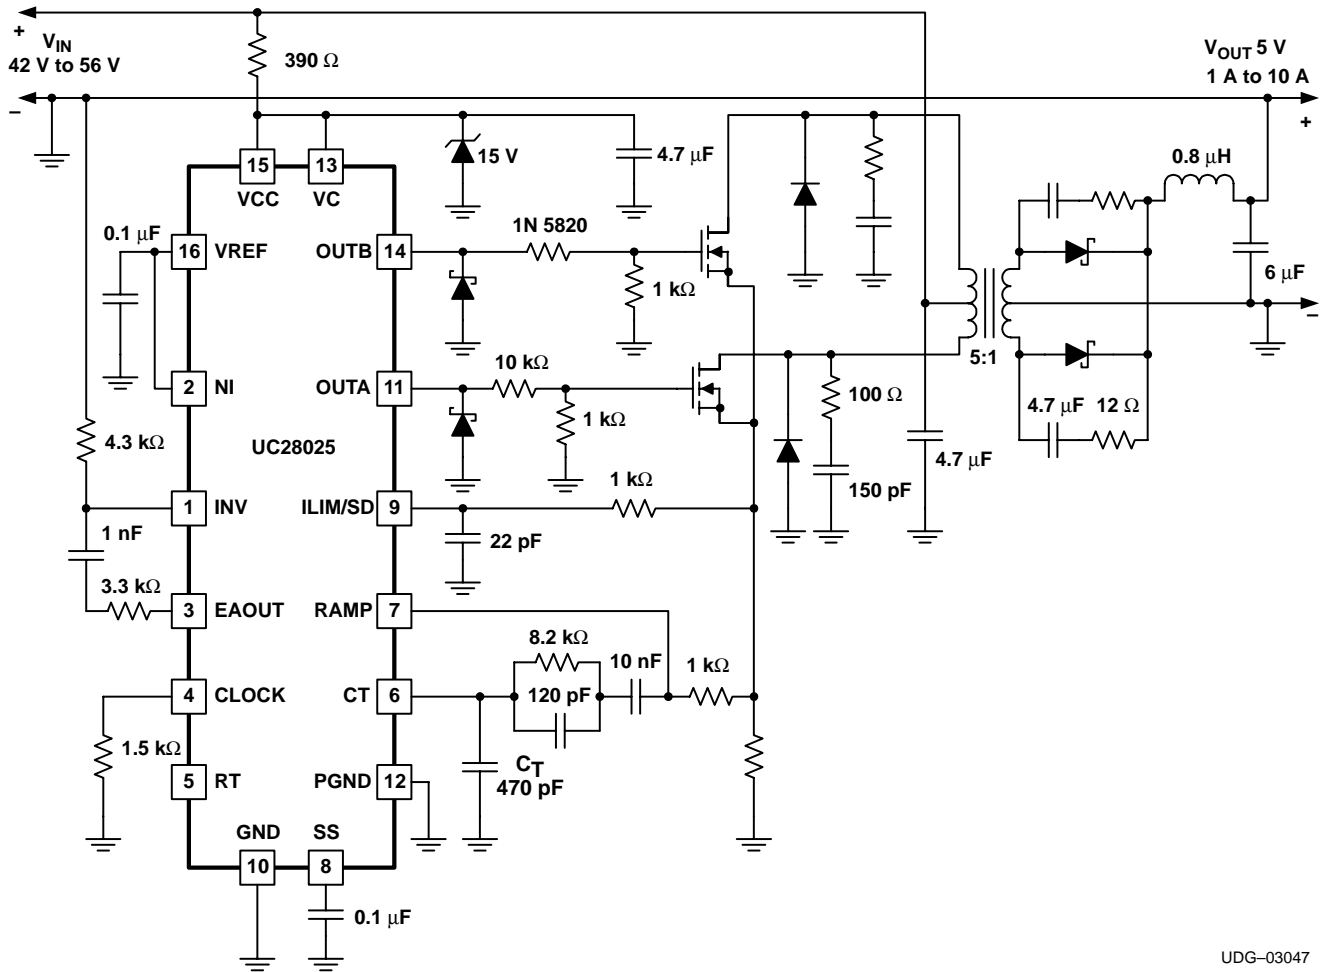 +
V_IN
42 V to 56 V
–
390 Ω
V_OUT 5 V
1 A to 10 A
+
15 V
4.7 μF
0.8 μH
15
13
VCC
VC
0.1 μF
16
VREF
OUTB
14
1N 5820
1 kΩ
6 μF
–
2
NI
OUTA
11
10 kΩ
5:1
100 Ω
4.7 μF
12 Ω
4.3 kΩ
UC28025
1 kΩ
4.7 μF
1 kΩ
150 pF
1
INV
ILIM/SD
9
1 nF
22 pF
3.3 kΩ
3
EAOUT
RAMP
7
8.2 kΩ
10 nF
1 kΩ
4
CLOCK
CT
6
120 pF
1.5 kΩ
C_T
470 pF
5
RT
PGND
12
GND
SS
10
8
0.1 μF
UDG–03047